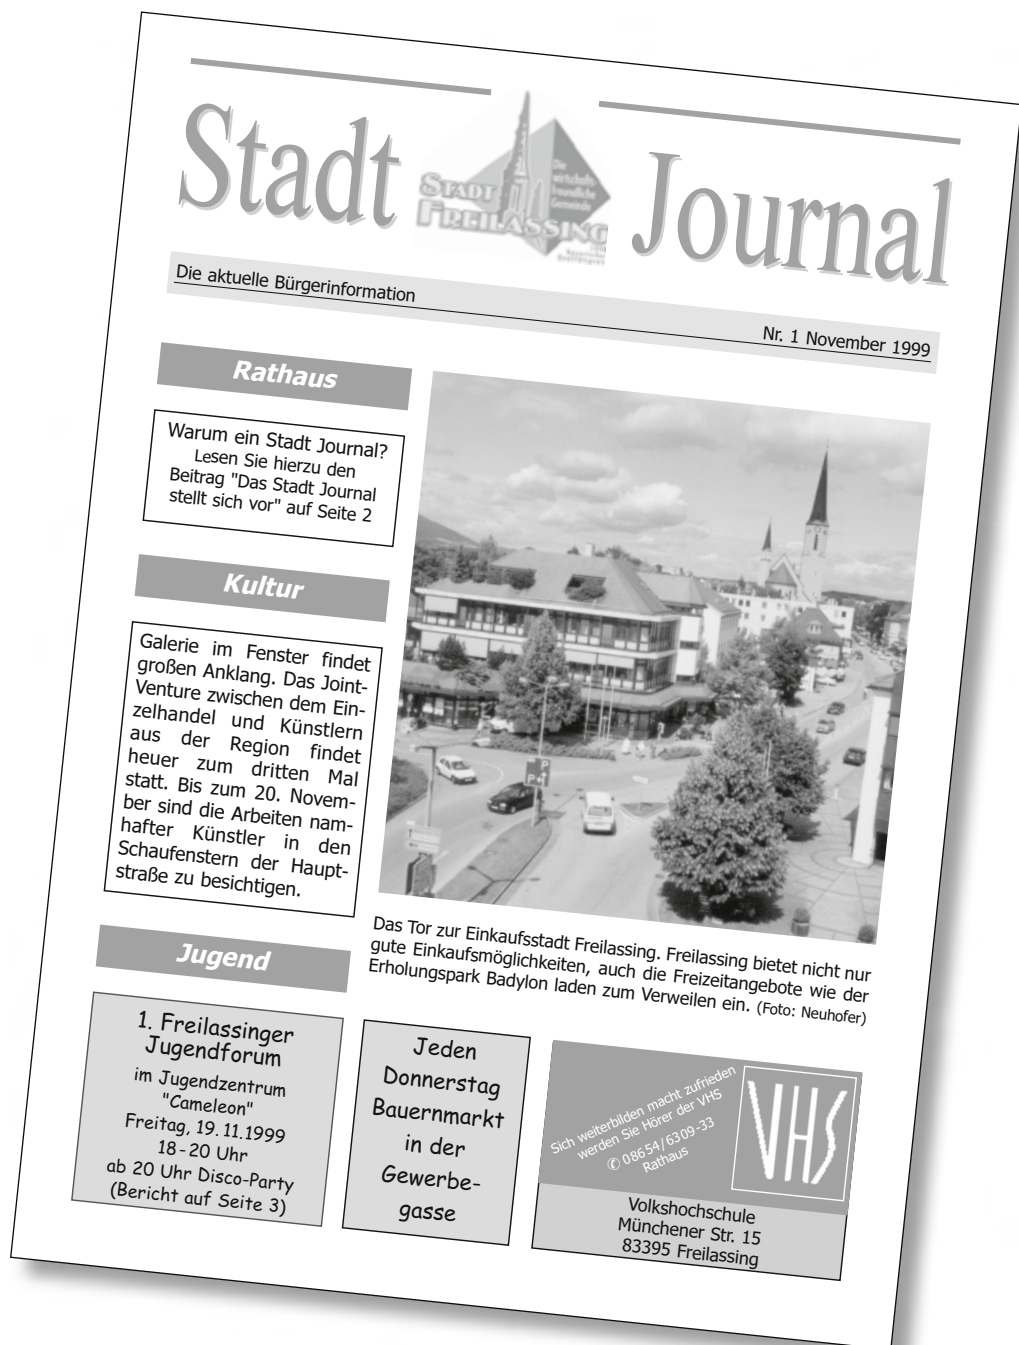 Stadt
STADT
FREILASSING
Die
wirtschafts-
freundliche
Gemeinde
Journal
Die aktuelle Bürgerinformation
Nr. 1 November 1999
Rathaus
Warum ein Stadt Journal?
Lesen Sie hierzu den
Beitrag "Das Stadt Journal
stellt sich vor" auf Seite 2
Kultur
Galerie im Fenster findet
großen Anklang. Das Joint-
Venture zwischen dem Ein-
zelhandel und Künstlern
aus der Region findet
heuer zum dritten Mal
statt. Bis zum 20. Novem-
ber sind die Arbeiten nam-
hafter Künstler in den
Schaufenstern der Haupt-
straße zu besichtigen.
P
P
Das Tor zur Einkaufsstadt Freilassing. Freilassing bietet nicht nur
gute Einkaufsmöglichkeiten, auch die Freizeitangebote wie der
Erholungspark Badylon laden zum Verweilen ein. (Foto: Neuhofer)
Jugend
1. Freilassinger
Jugendforum
im Jugendzentrum
"Cameleon"
Freitag, 19.11.1999
18-20 Uhr
ab 20 Uhr Disco-Party
(Bericht auf Seite 3)
Jeden
Donnerstag
Bauernmarkt
in der
Gewerbe-
gasse
Sich weiterbilden macht zufrieden
werden Sie Hörer der VHS
✆ 08654/6309-33
Rathaus
VHS
Volkshochschule
Münchener Str. 15
83395 Freilassing